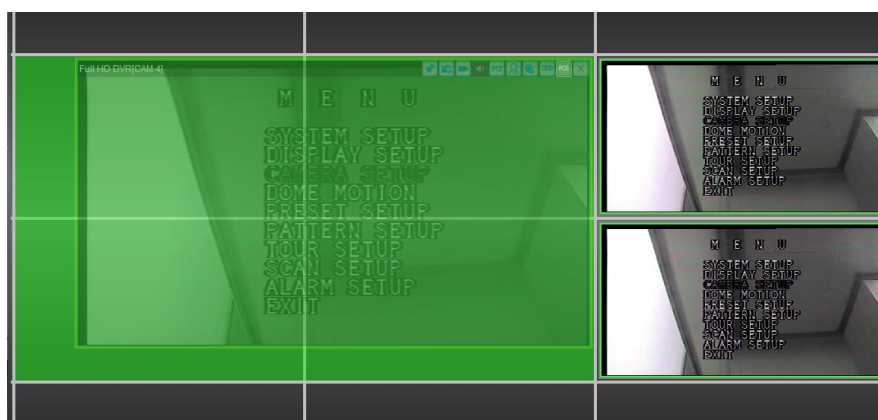 Full HD DVR[CAM 4]
PTZ
OSD
POS
M E N U
SYSTEM SETUP
DISPLAY SETUP
CAMERA SETUP
DOME MOTION
PRESET SETUP
PATTERN SETUP
TOUR SETUP
SCAN SETUP
ALARM SETUP
EXIT
M E N U
SYSTEM SETUP
DISPLAY SETUP
CAMERA SETUP
DOME MOTION
PRESET SETUP
PATTERN SETUP
TOUR SETUP
SCAN SETUP
ALARM SETUP
EXIT
M E N U
SYSTEM SETUP
DISPLAY SETUP
CAMERA SETUP
DOME MOTION
PRESET SETUP
PATTERN SETUP
TOUR SETUP
SCAN SETUP
ALARM SETUP
EXIT